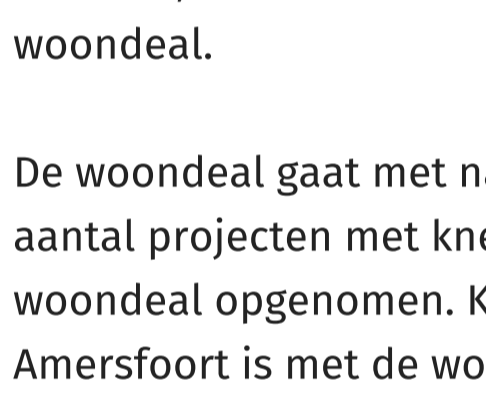 woondeal.
De woondeal gaat met
aantal projecten met
woondeal opgenomen.
Amersfoort is met de